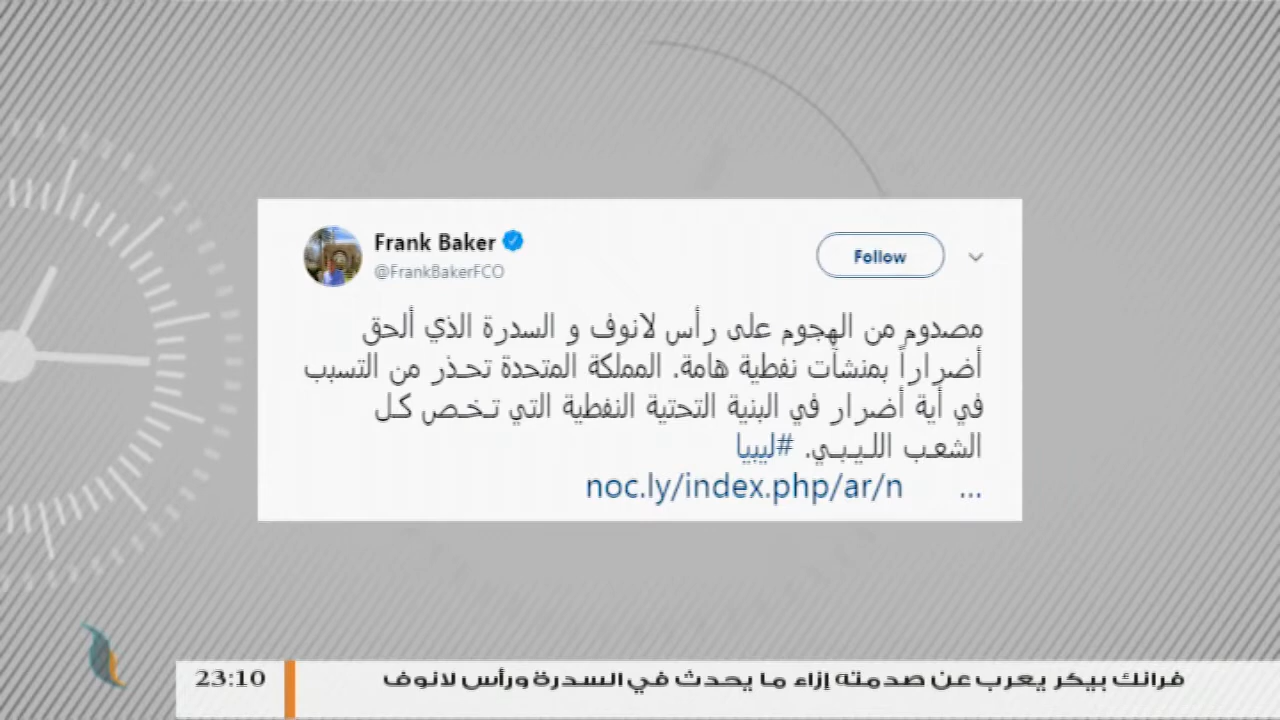 Frank Baker
@FrankBakerFCO
Follow
مصدوم من الهجوم على رأس لانوف و السدرة الذي ألحق
أضراراً بمنشآت نفطية هامة. المملكة المتحدة تحذر من التسبب
في أية أضرار في البنية التحتية النفطية التي تخص كل
الشعب الليبي. #ليبيا
noc.ly/index.php/ar/n ...
23:10
فرانك بيكر يعرب عن صدمته إزاء ما يحدث في السدرة ورأس لانوف